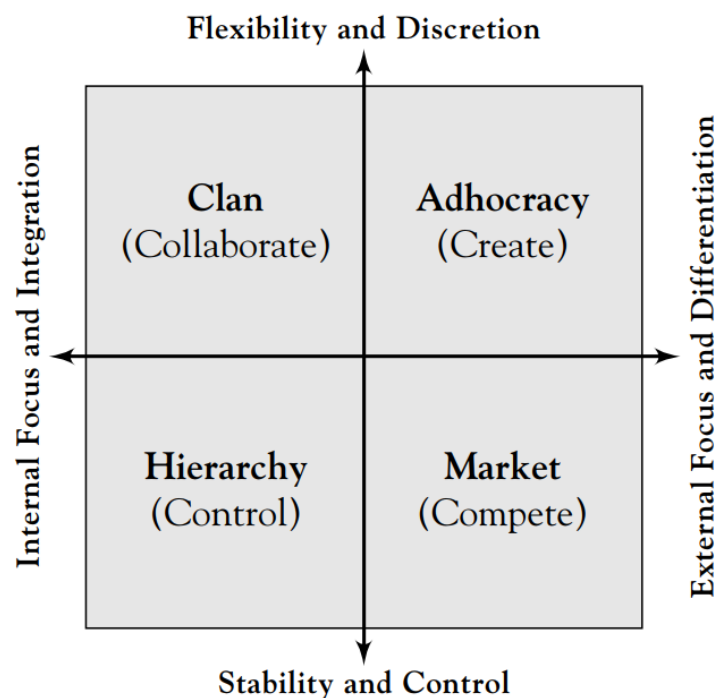 Flexibility and Discretion
Internal Focus and Integration
Clan
(Collaborate)
Adhocracy
(Create)
External Focus and Differentiation
Hierarchy
(Control)
Market
(Compete)
Stability and Control